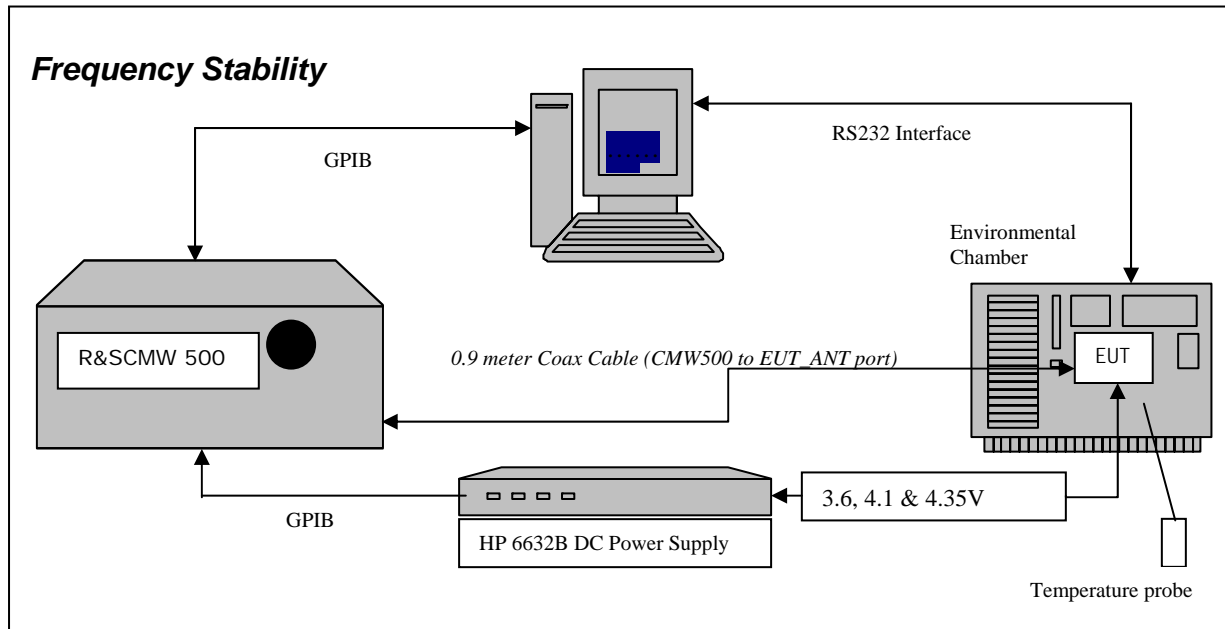 Frequency Stability
GPIB
RS232 Interface
Environmental
Chamber
R&SCMW 500
0.9 meter Coax Cable (CMW500 to EUT_ANT port)
EUT
3.6, 4.1 & 4.35V
GPIB
HP 6632B DC Power Supply
Temperature probe